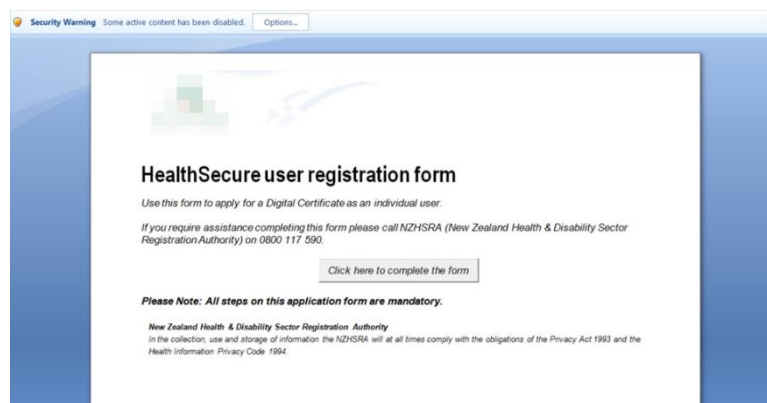 Security Warning Some active content has been disabled. Options...
HealthSecure user registration form
Use this form to apply for a Digital Certificate as an individual user.
If you require assistance completing this form please call NZHSRA (New Zealand Health & Disability Sector
Registration Authority) on 0800 117 590.
Click here to complete the form
Please Note: All steps on this application form are mandatory.
New Zealand Health & Disability Sector Registration Authority
In the collection, use and storage of information the NZHSRA will at all times comply with the obligations of the Privacy Act 1993 and the
Health Information Privacy Code 1994.